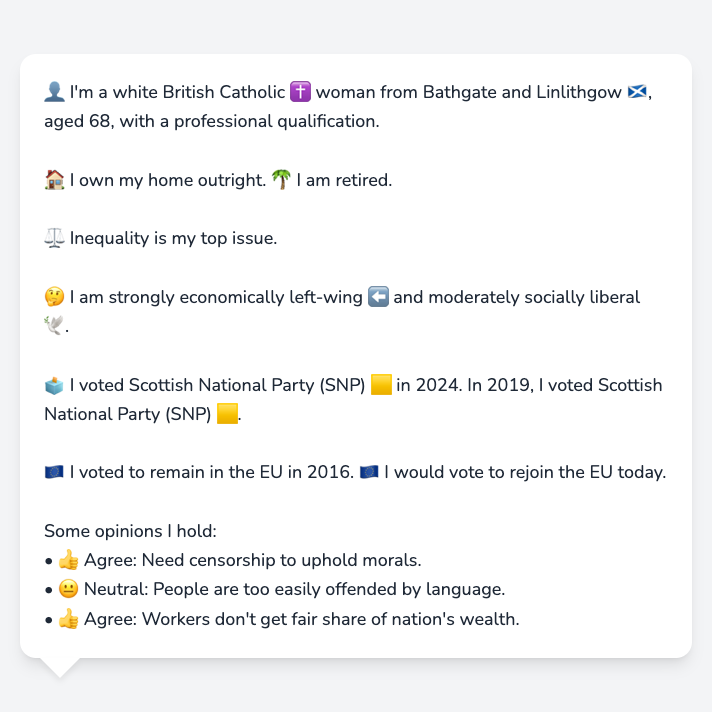 👤 I'm a white British Catholic ✝️ woman from Bathgate and Linlithgow 🏴󠁧󠁢󠁳󠁣󠁴󠁿,
aged 68, with a professional qualification.
🏠 I own my home outright. 🌴 I am retired.
⚖️ Inequality is my top issue.
🤔 I am strongly economically left-wing ⬅️ and moderately socially liberal
🕊️.
🗳️ I voted Scottish National Party (SNP) 🟨 in 2024. In 2019, I voted Scottish
National Party (SNP) 🟨.
🇪🇺 I voted to remain in the EU in 2016. 🇪🇺 I would vote to rejoin the EU today.
Some opinions I hold:
• 👍 Agree: Need censorship to uphold morals.
• 😐 Neutral: People are too easily offended by language.
• 👍 Agree: Workers don't get fair share of nation's wealth.